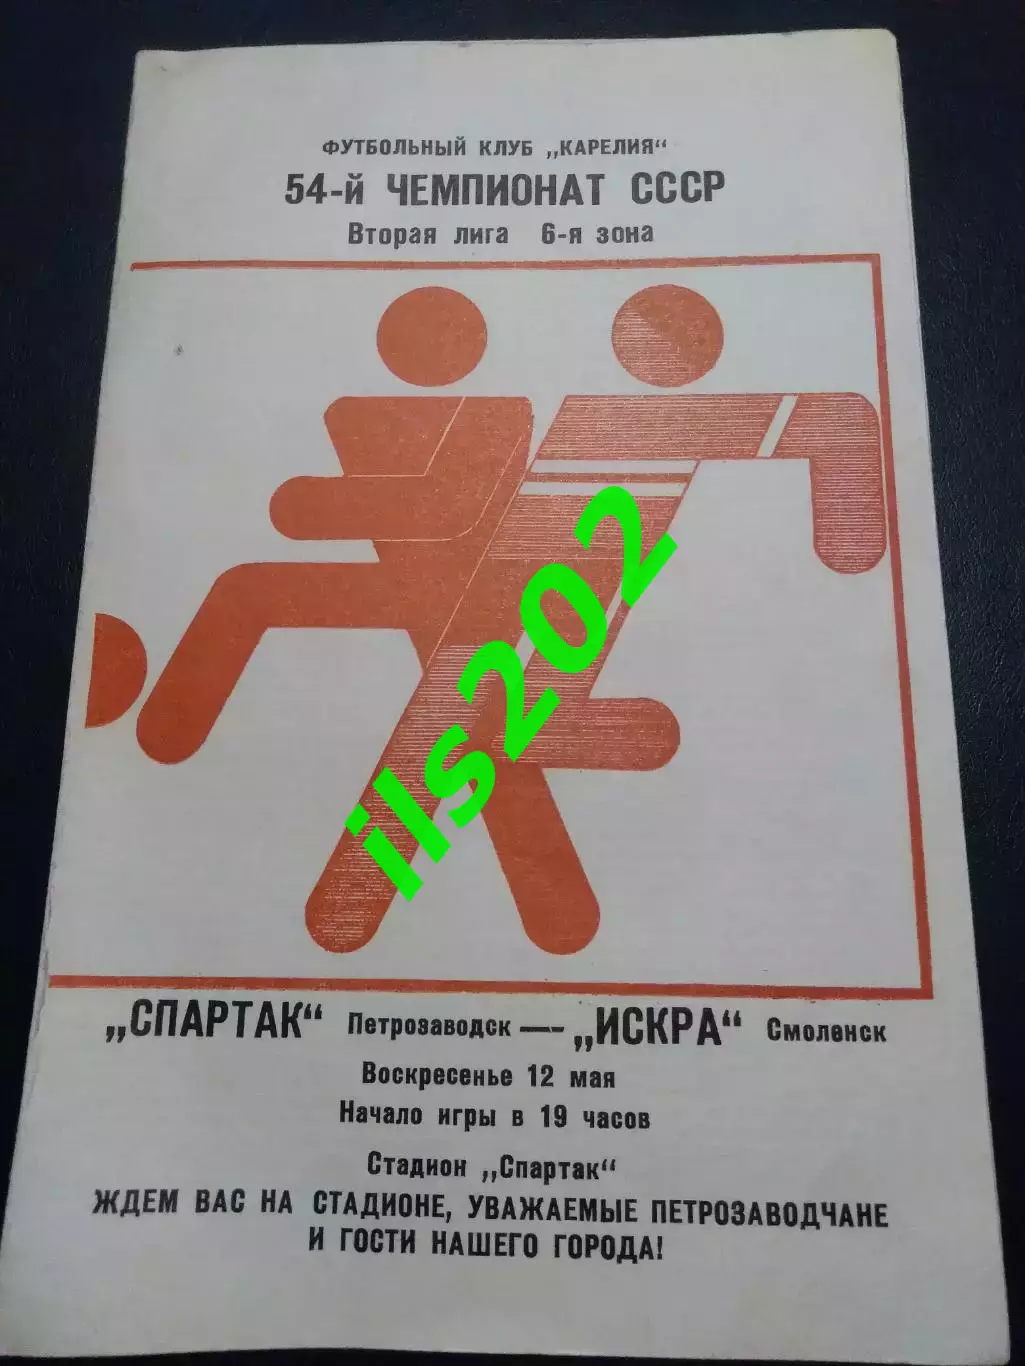 ФУТБОЛЬНЫЙ КЛУБ „КАРЕЛИЯ“
54-й ЧЕМПИОНАТ СССР
Вторая лига 6-я зона
ils202
„СПАРТАК“ Петрозаводск — „ИСКРА“ Смоленск
Воскресенье 12 мая
Начало игры в 19 часов
Стадион „Спартак“
ЖДЕМ ВАС НА СТАДИОНЕ, УВАЖАЕМЫЕ ПЕТРОЗАВОДЧАНЕ
И ГОСТИ НАШЕГО ГОРОДА!